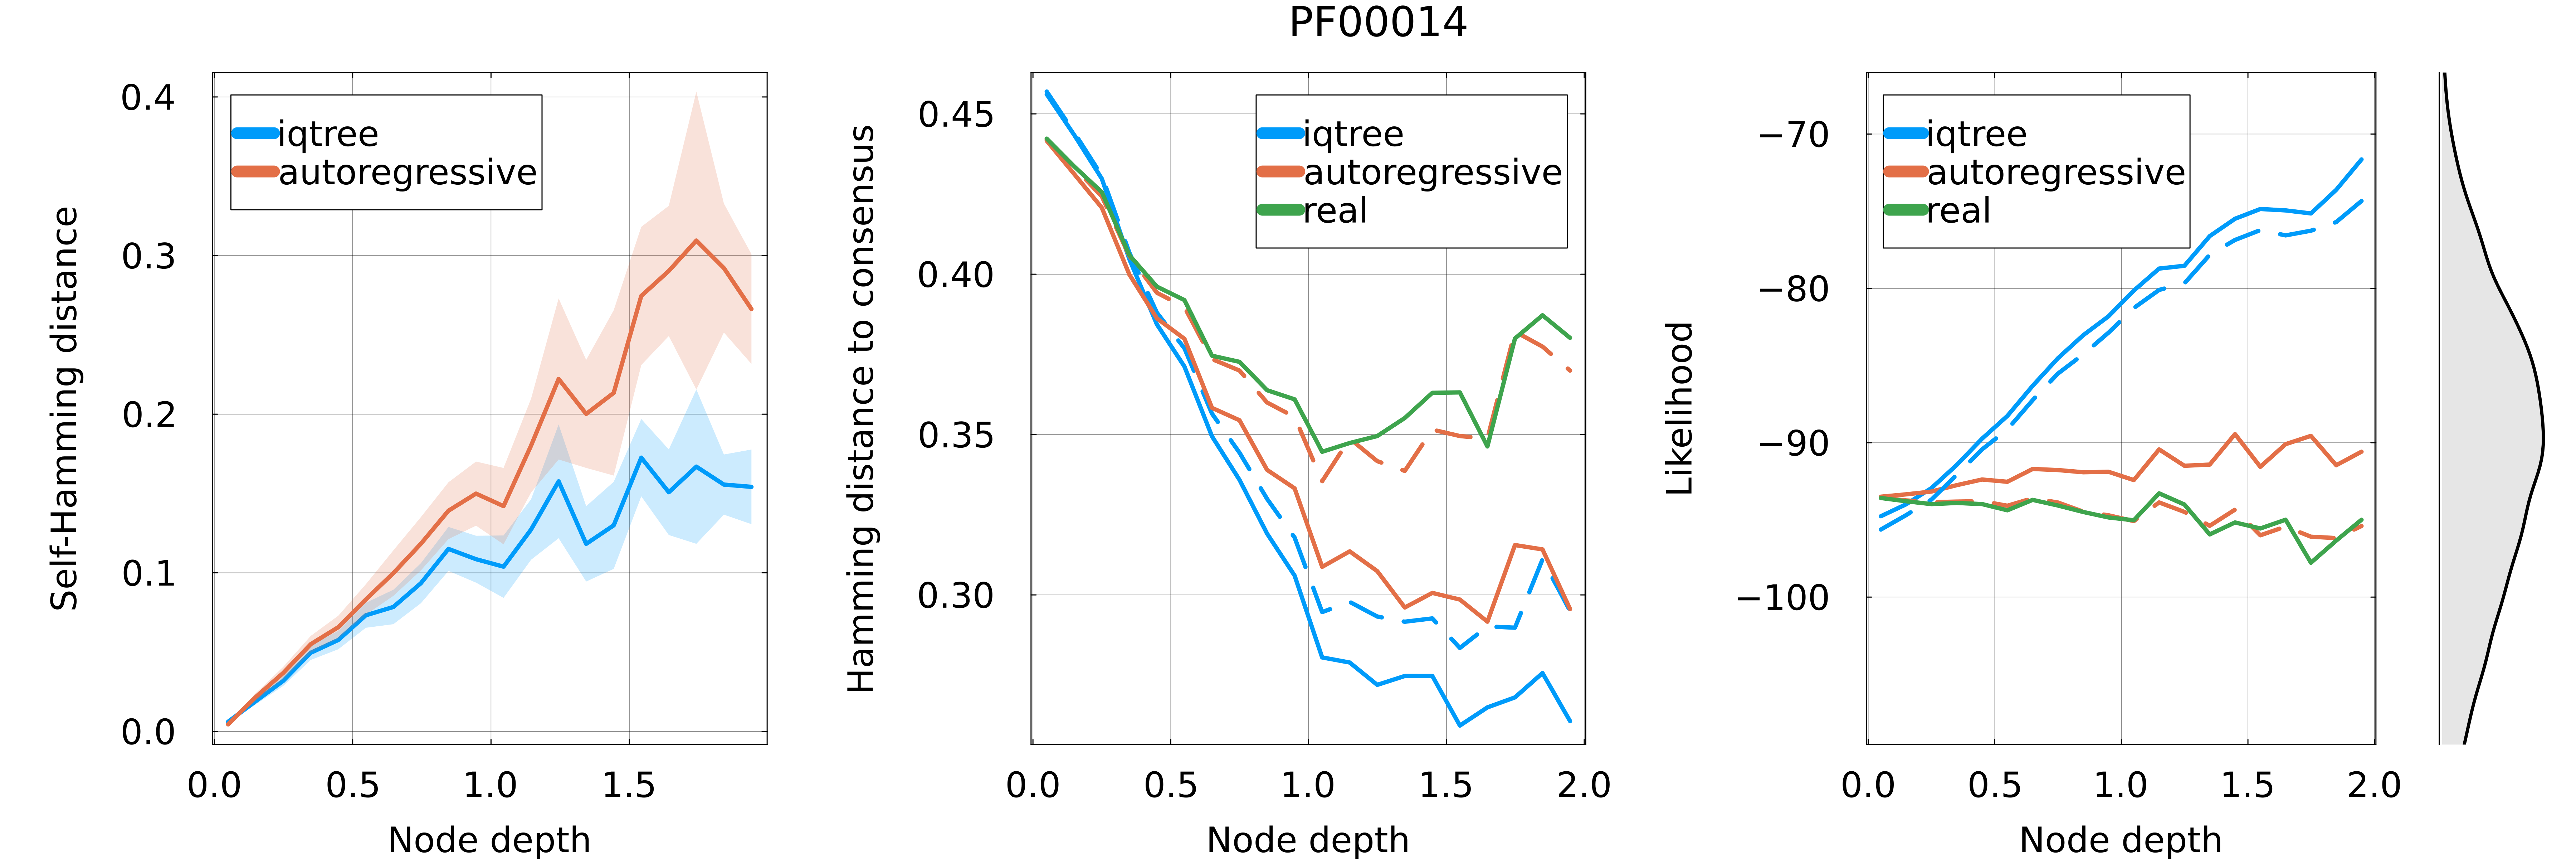 PF00014
Self-Hamming distance
0.4
0.3
0.2
0.1
0.0
iqtree
autoregressive
0.0 0.5 1.0 1.5
Node depth
Hamming distance to consensus
0.45
0.40
0.35
0.30
iqtree
autoregressive
real
0.0 0.5 1.0 1.5 2.0
Node depth
Likelihood
−70
−80
−90
−100
iqtree
autoregressive
real
0.0 0.5 1.0 1.5 2.0
Node depth